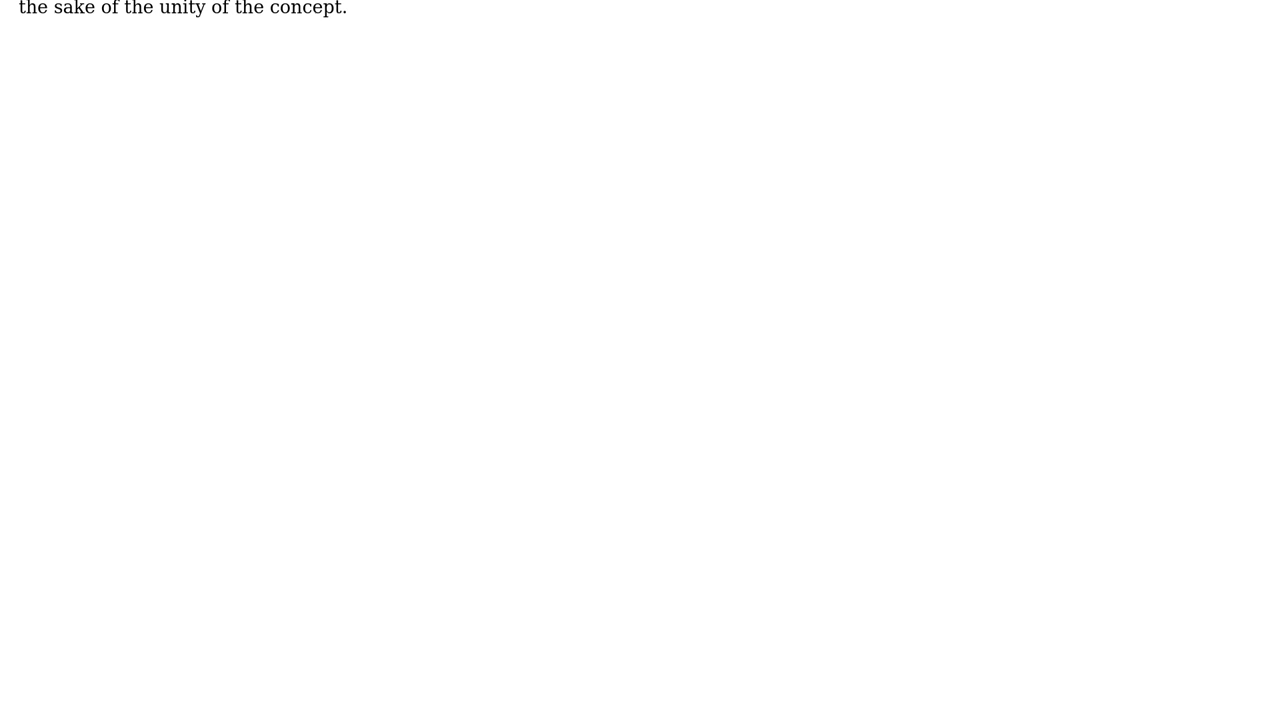 the sake of the unity of the concept.